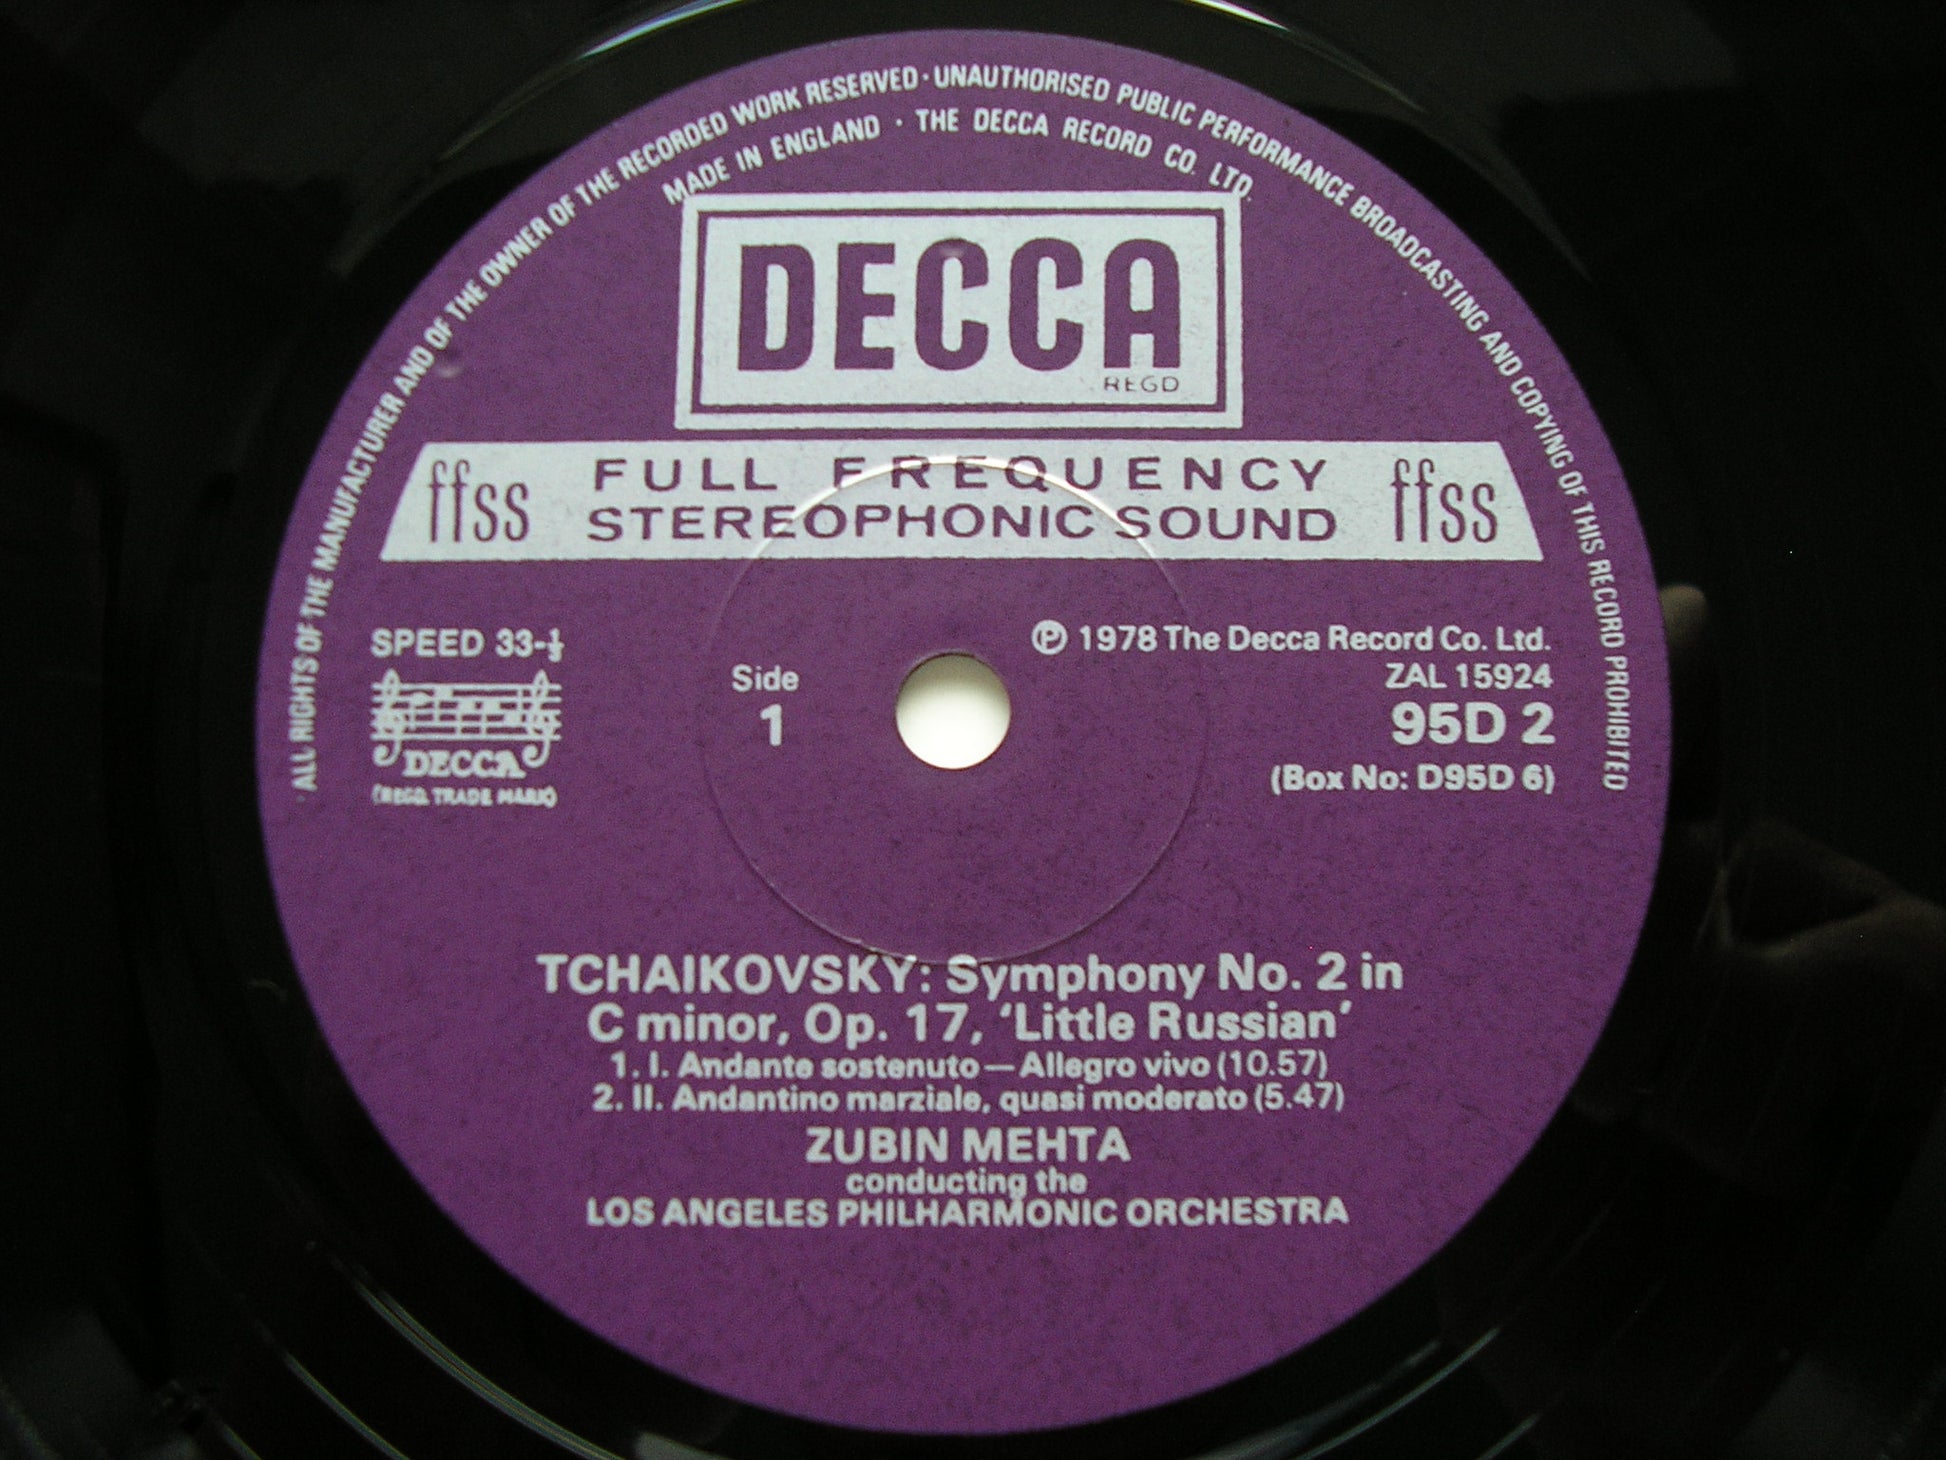 · ALL RIGHTS OF THE MANUFACTURER AND OF THE OWNER OF THE RECORDED WORK RESERVED · UNAUTHORISED PUBLIC PERFORMANCE BROADCASTING AND COPYING OF THIS RECORD PROHIBITED
MADE IN ENGLAND · THE DECCA RECORD CO. LTD.
DECCA
REGD
ffss FULL FREQUENCY STEREOPHONIC SOUND ffss
SPEED 33-⅓
DECCA
(REGD. TRADE MARK)
Side
1
℗ 1978 The Decca Record Co. Ltd.
ZAL 15924
95D 2
(Box No: D95D 6)
TCHAIKOVSKY: Symphony No. 2 in
C minor, Op. 17, ‘Little Russian’
1. I. Andante sostenuto — Allegro vivo (10.57)
2. II. Andantino marziale, quasi moderato (5.47)
ZUBIN MEHTA
conducting the
LOS ANGELES PHILHARMONIC ORCHESTRA